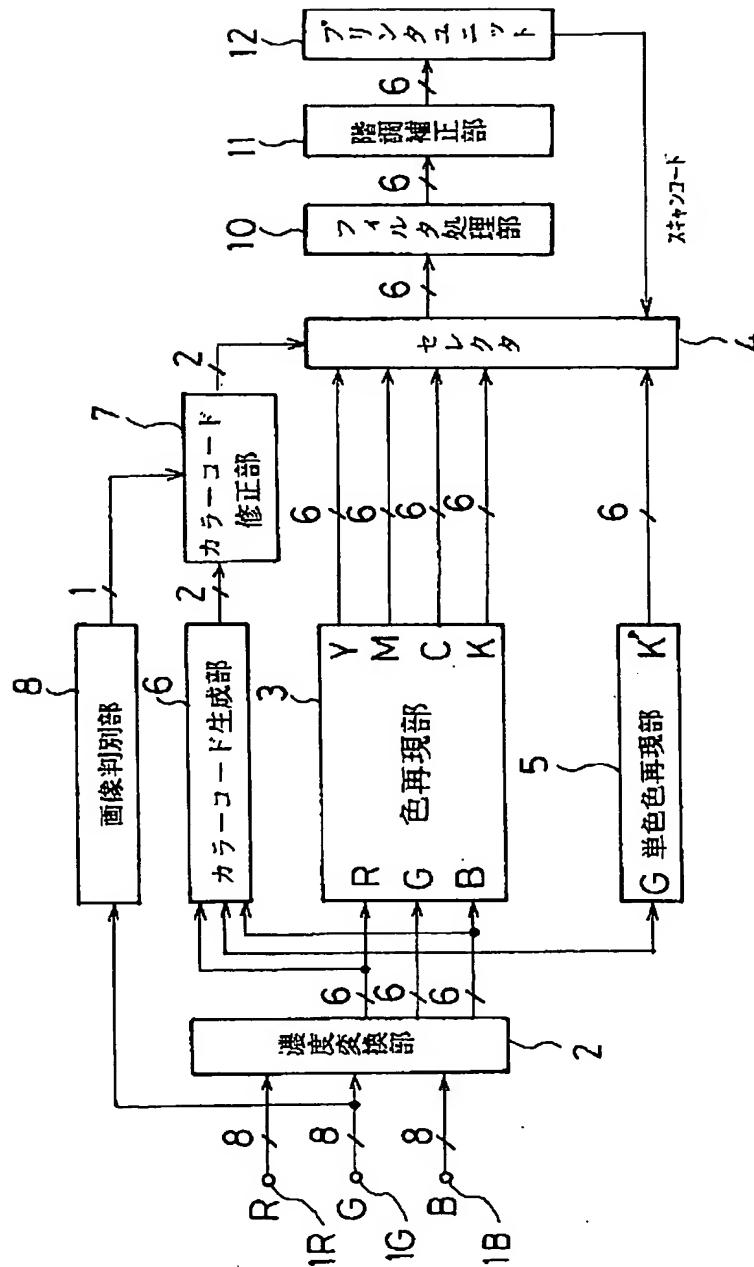 R
1R
G
1G
B
1B
8
8
8
濃度変換部
2
6
6
6
画像判別部
8
1
カラーコード生成部
6
2
カラーコード
修正部
7
2
色再現部
R
G
B
Y
M
C
K
3
6
6
6
6
G 単色色再現部 K
5
6
セレクタ
4
6
フィルタ処理部
10
6
階調補正部
11
6
プリンタユニット
12
スキャンコード